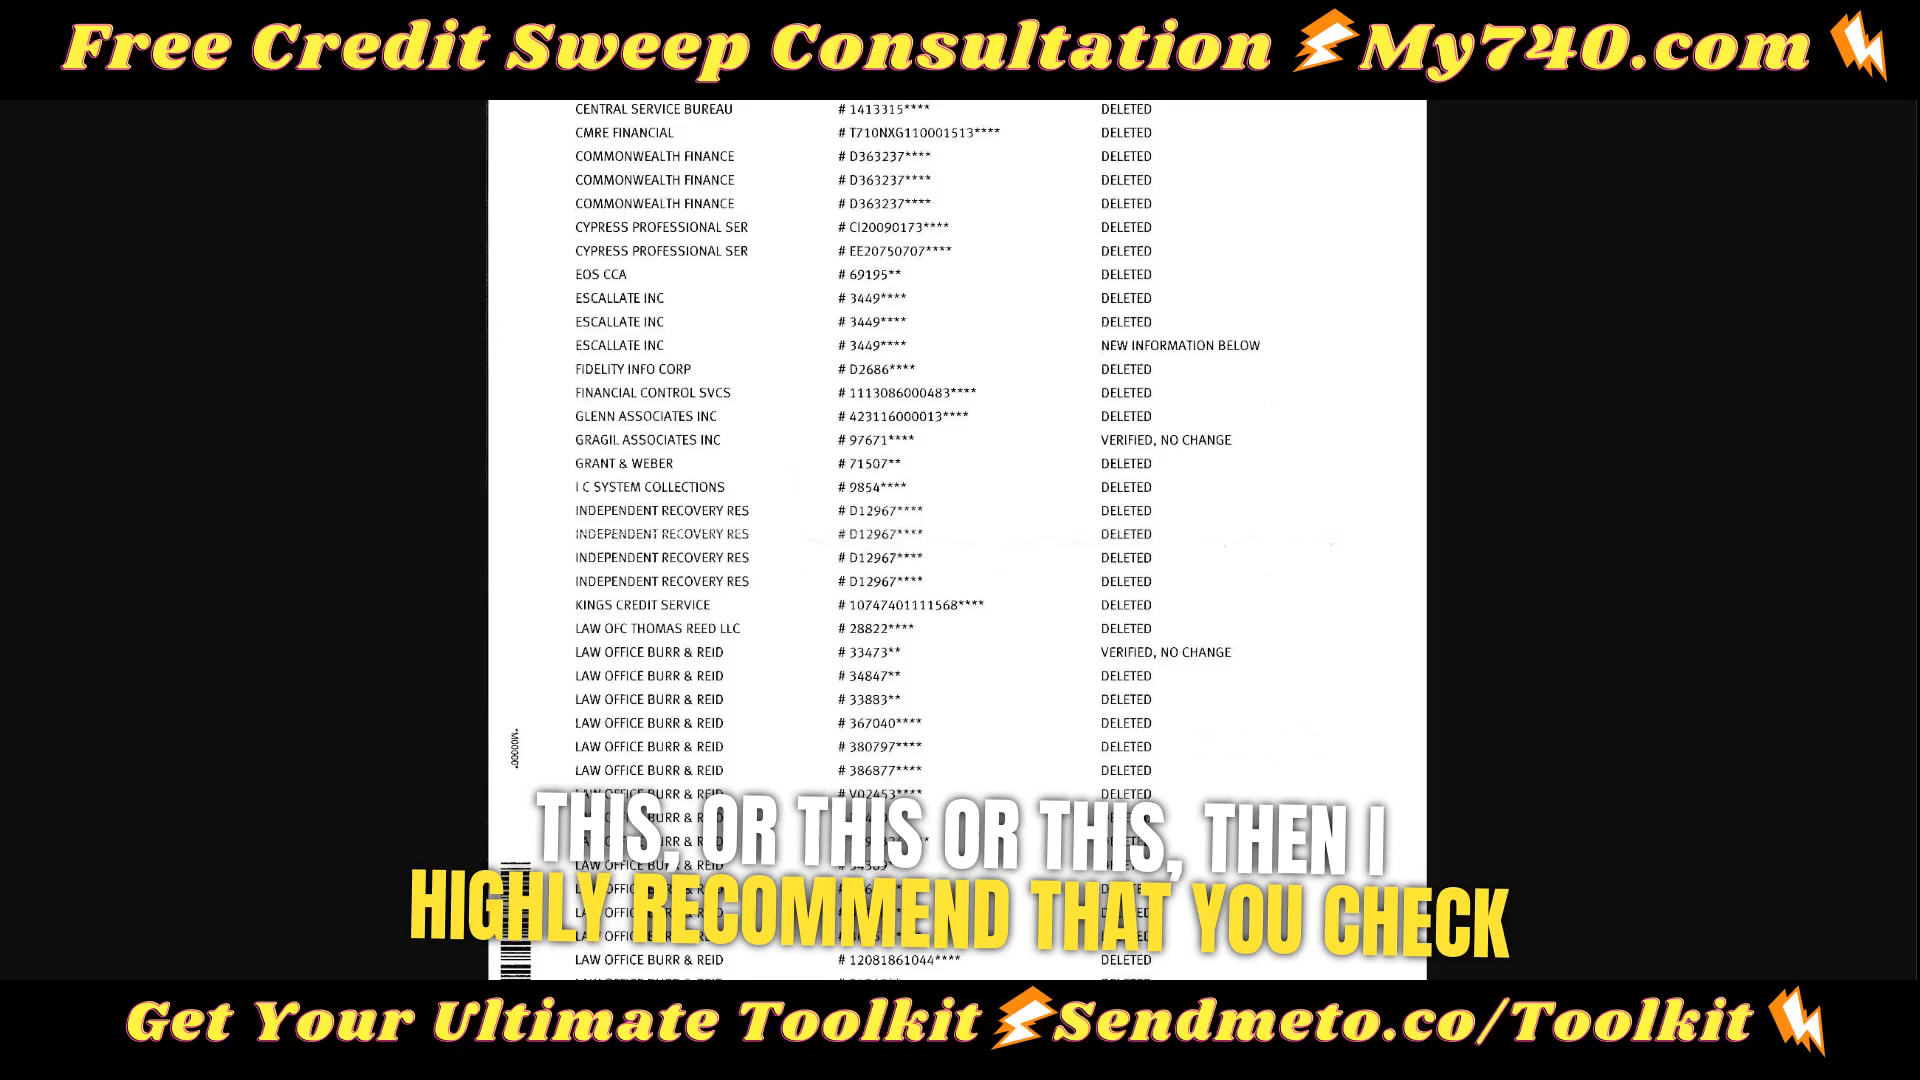 Free Credit Sweep Consultation ⚡My740.com
CENTRAL SERVICE BUREAU # 1413315**** DELETED
CMRE FINANCIAL # T710NXG110001513**** DELETED
COMMONWEALTH FINANCE # D363237**** DELETED
COMMONWEALTH FINANCE # D363237**** DELETED
COMMONWEALTH FINANCE # D363237**** DELETED
CYPRESS PROFESSIONAL SER # CI20090173**** DELETED
CYPRESS PROFESSIONAL SER # EE20750707**** DELETED
EOS CCA # 69195** DELETED
ESCALLATE INC # 3449**** DELETED
ESCALLATE INC # 3449**** DELETED
ESCALLATE INC # 3449**** NEW INFORMATION BELOW
FIDELITY INFO CORP # D2686**** DELETED
FINANCIAL CONTROL SVCS # 1113086000483**** DELETED
GLENN ASSOCIATES INC # 423116000013**** DELETED
GRAGIL ASSOCIATES INC # 97671**** VERIFIED, NO CHANGE
GRANT & WEBER # 71507** DELETED
I C SYSTEM COLLECTIONS # 9854**** DELETED
INDEPENDENT RECOVERY RES # D12967**** DELETED
INDEPENDENT RECOVERY RES # D12967**** DELETED
INDEPENDENT RECOVERY RES # D12967**** DELETED
INDEPENDENT RECOVERY RES # D12967**** DELETED
KINGS CREDIT SERVICE # 10747401111568**** DELETED
LAW OFC THOMAS REED LLC # 28822**** DELETED
LAW OFFICE BURR & REID # 33473** VERIFIED, NO CHANGE
LAW OFFICE BURR & REID # 34847** DELETED
LAW OFFICE BURR & REID # 33883** DELETED
LAW OFFICE BURR & REID # 367040**** DELETED
LAW OFFICE BURR & REID # 380797**** DELETED
*M00000*
LAW OFFICE BURR & REID # 386877**** DELETED
LAW OFFICE BURR & REID # V02453**** DELETED
THIS, OR THIS OR THIS, THEN I
HIGHLY RECOMMEND THAT YOU CHECK
LAW OFFICE BURR & REID # 12081861044**** DELETED
Get Your Ultimate Toolkit ⚡Sendmeto.co/Toolkit